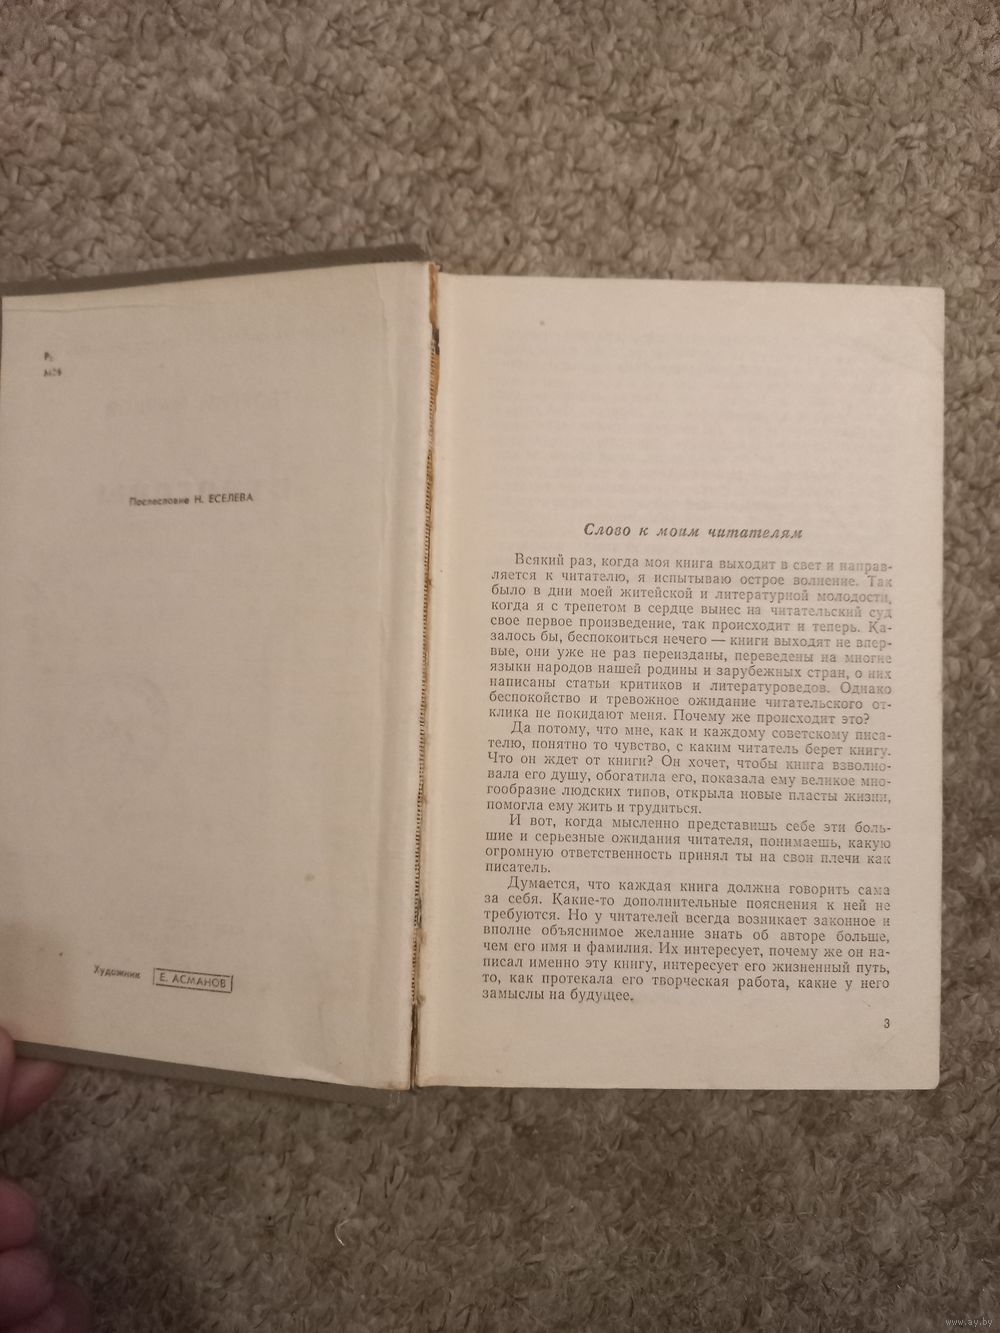 Р2
М26
Послесловие Н. ЕСЕЛЕВА
Художник Е. АСМАНОВ
Слово к моим читателям
Всякий раз, когда моя книга выходит в свет и направ-
ляется к читателю, я испытываю острое волнение. Так
было в дни моей житейской и литературной молодости,
когда я с трепетом в сердце вынес на читательский суд
свое первое произведение, так происходит и теперь. Ка-
залось бы, беспокоиться нечего — книги выходят не впер-
вые, они уже не раз переизданы, переведены на многие
языки народов нашей родины и зарубежных стран, о них
написаны статьи критиков и литературоведов. Однако
беспокойство и тревожное ожидание читательского от-
клика не покидают меня. Почему же происходит это?
Да потому, что мне, как и каждому советскому писа-
телю, понятно то чувство, с каким читатель берет книгу.
Что он ждет от книги? Он хочет, чтобы книга взволно-
вала его душу, обогатила его, показала ему великое мно-
гообразие людских типов, открыла новые пласты жизни,
помогла ему жить и трудиться.
И вот, когда мысленно представишь себе эти боль-
шие и серьезные ожидания читателя, понимаешь, какую
огромную ответственность принял ты на свои плечи как
писатель.
Думается, что каждая книга должна говорить сама
за себя. Какие-то дополнительные пояснения к ней не
требуются. Но у читателей всегда возникает законное и
вполне объяснимое желание знать об авторе больше,
чем его имя и фамилия. Их интересует, почему же он на-
писал именно эту книгу, интересует его жизненный путь,
то, как протекала его творческая работа, какие у него
замыслы на будущее.
3
www.ay.by